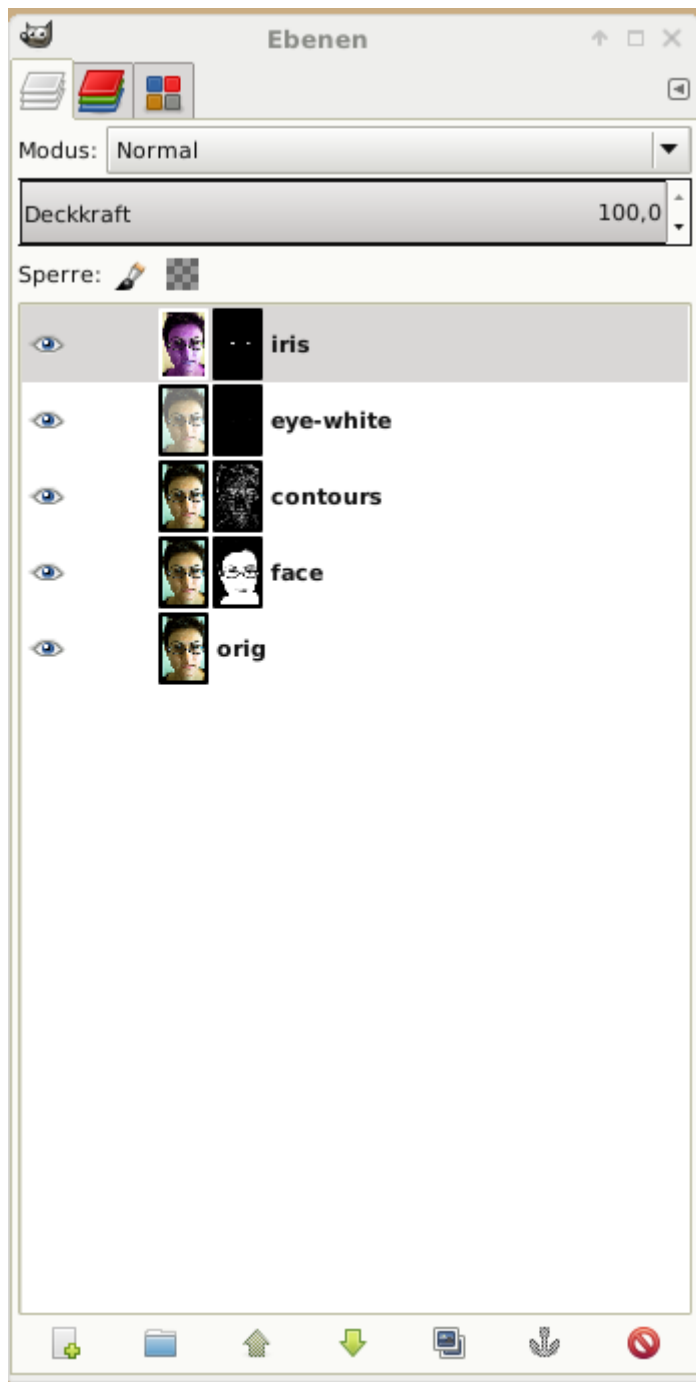 Ebenen
Modus: Normal
Deckkraft 100,0
Sperre:
iris
eye-white
contours
face
orig